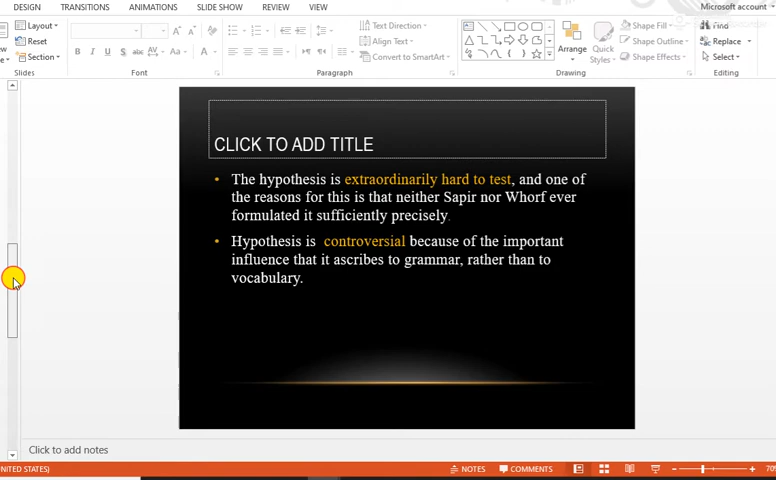 DESIGN TRANSITIONS ANIMATIONS SLIDE SHOW REVIEW VIEW Microsoft account
Layout Text Direction Shape Fill Find
Reset Align Text Shape Outline Replace
Section B I U S abc AV Aa A Convert to SmartArt Arrange Quick Styles Shape Effects Select
Slides Font Paragraph Drawing Editing
CLICK TO ADD TITLE
• The hypothesis is extraordinarily hard to test, and one of
the reasons for this is that neither Sapir nor Whorf ever
formulated it sufficiently precisely.
• Hypothesis is controversial because of the important
influence that it ascribes to grammar, rather than to
vocabulary.
Click to add notes
NOTES COMMENTS